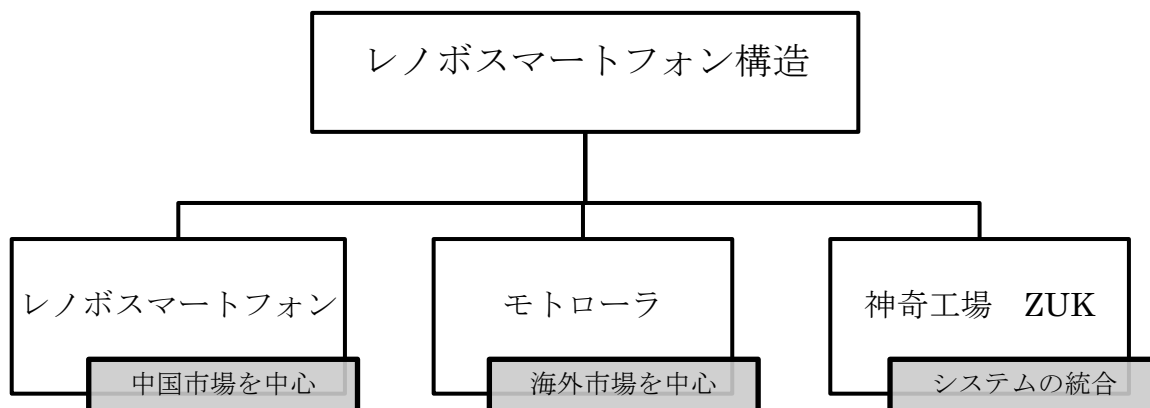 レノボスマートフォン構造
レノボスマートフォン
中国市場を中心
モトローラ
海外市場を中心
神奇工場　ZUK
システムの統合